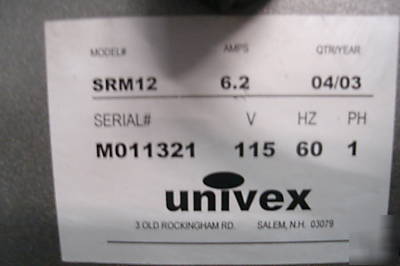 MODEL# AMPS QTR/YEAR
SRM12 6.2 04/03
SERIAL# V HZ PH
M011321 115 60 1
univex
3 OLD ROCKINGHAM RD. SALEM, N.H. 03079